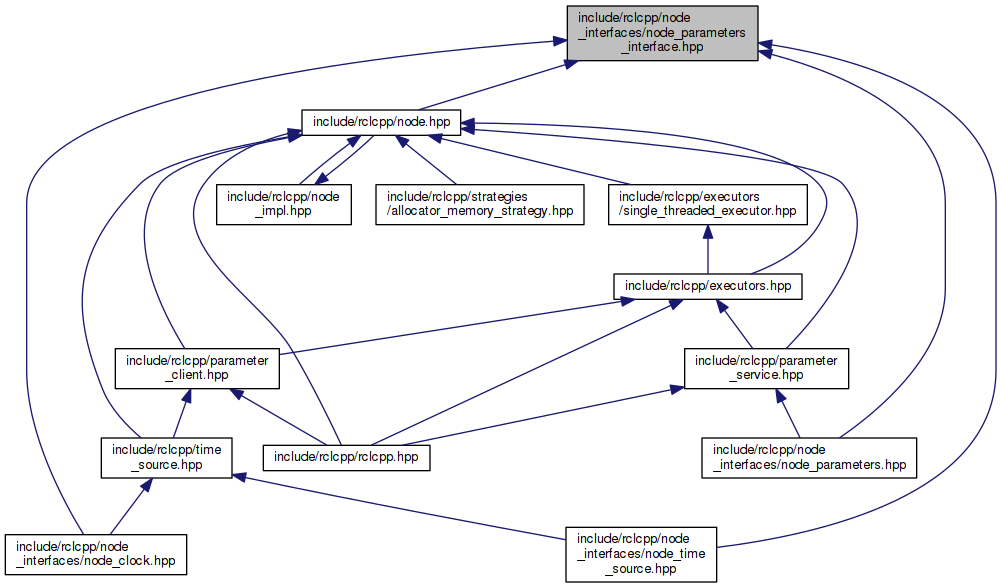 include/rclcpp/node
_interfaces/node_parameters
_interface.hpp
include/rclcpp/node.hpp
include/rclcpp/node
_impl.hpp
include/rclcpp/strategies
/allocator_memory_strategy.hpp
include/rclcpp/executors
/single_threaded_executor.hpp
include/rclcpp/executors.hpp
include/rclcpp/parameter
_client.hpp
include/rclcpp/parameter
_service.hpp
include/rclcpp/time
_source.hpp
include/rclcpp/rclcpp.hpp
include/rclcpp/node
_interfaces/node_parameters.hpp
include/rclcpp/node
_interfaces/node_clock.hpp
include/rclcpp/node
_interfaces/node_time
_source.hpp